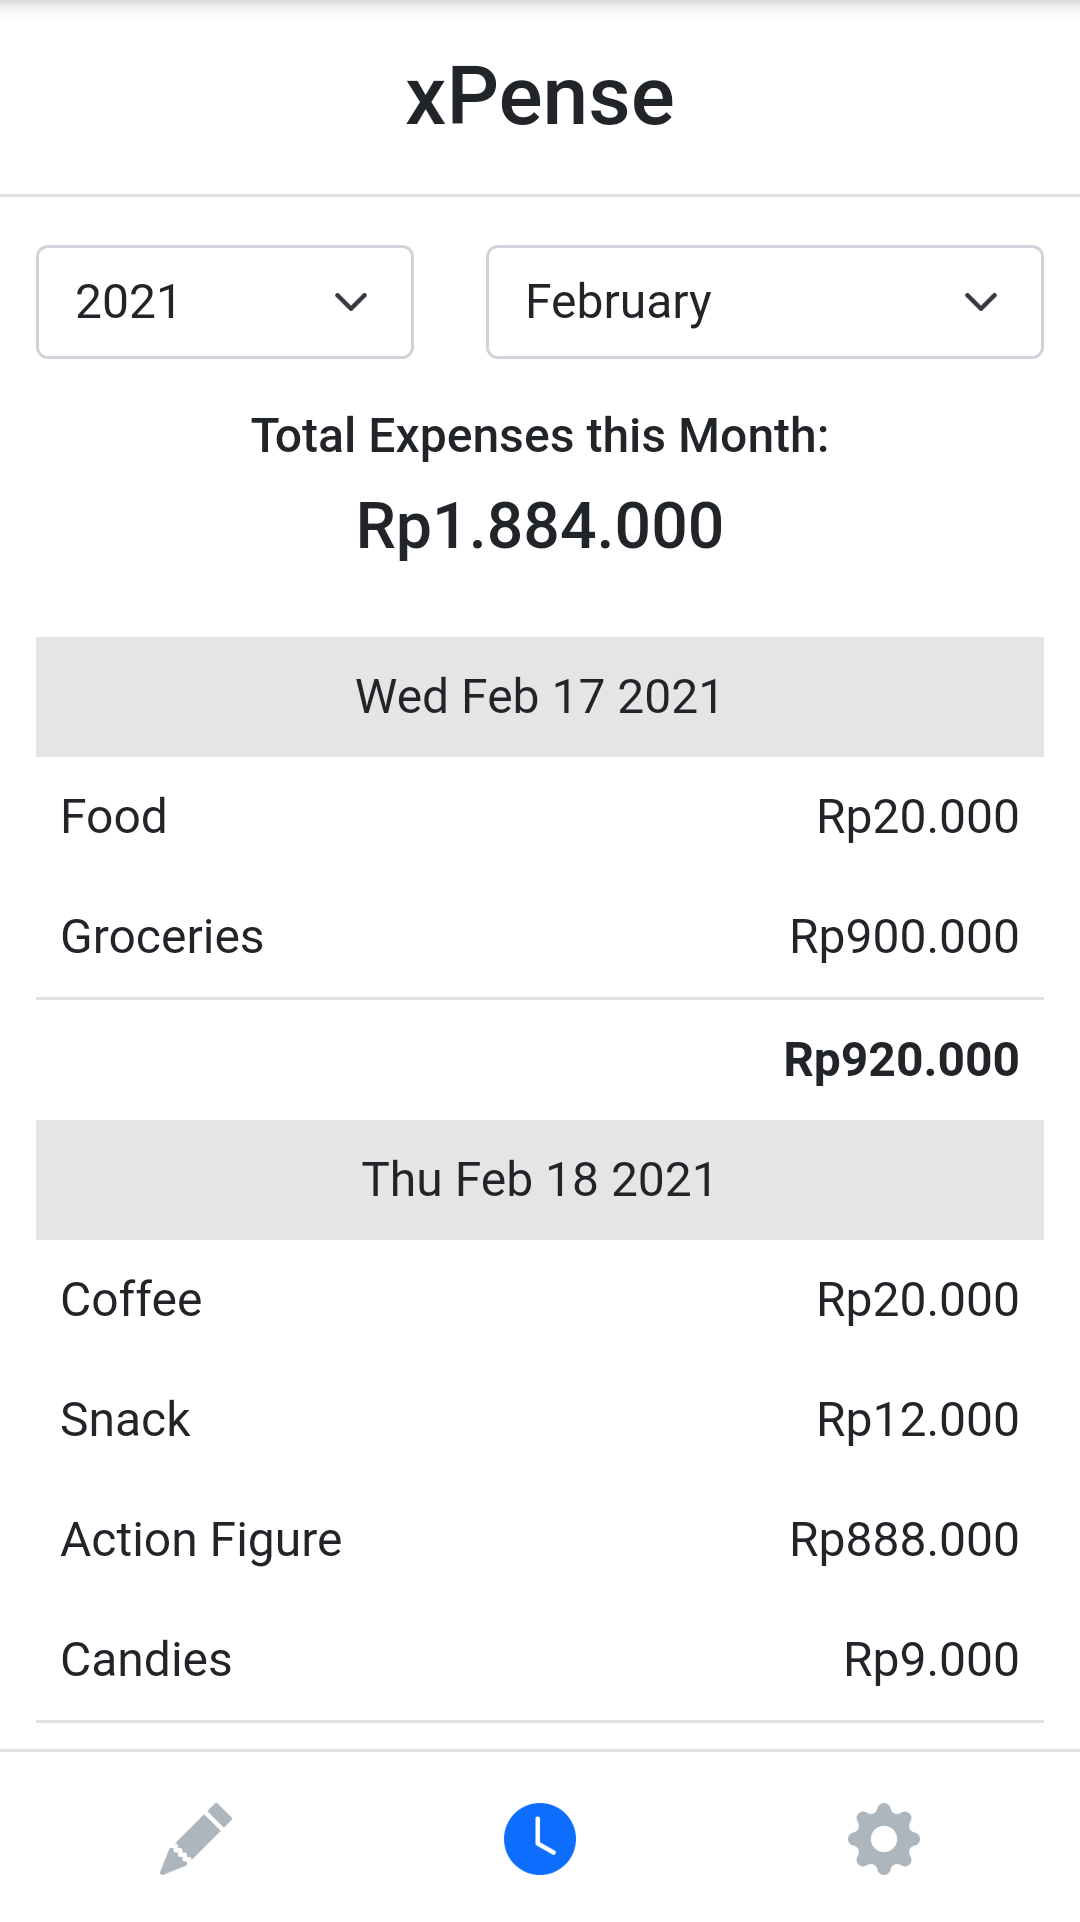 xPense
2021 February
Total Expenses this Month:
Rp1.884.000
Wed Feb 17 2021
Food Rp20.000
Groceries Rp900.000
Rp920.000
Thu Feb 18 2021
Coffee Rp20.000
Snack Rp12.000
Action Figure Rp888.000
Candies Rp9.000